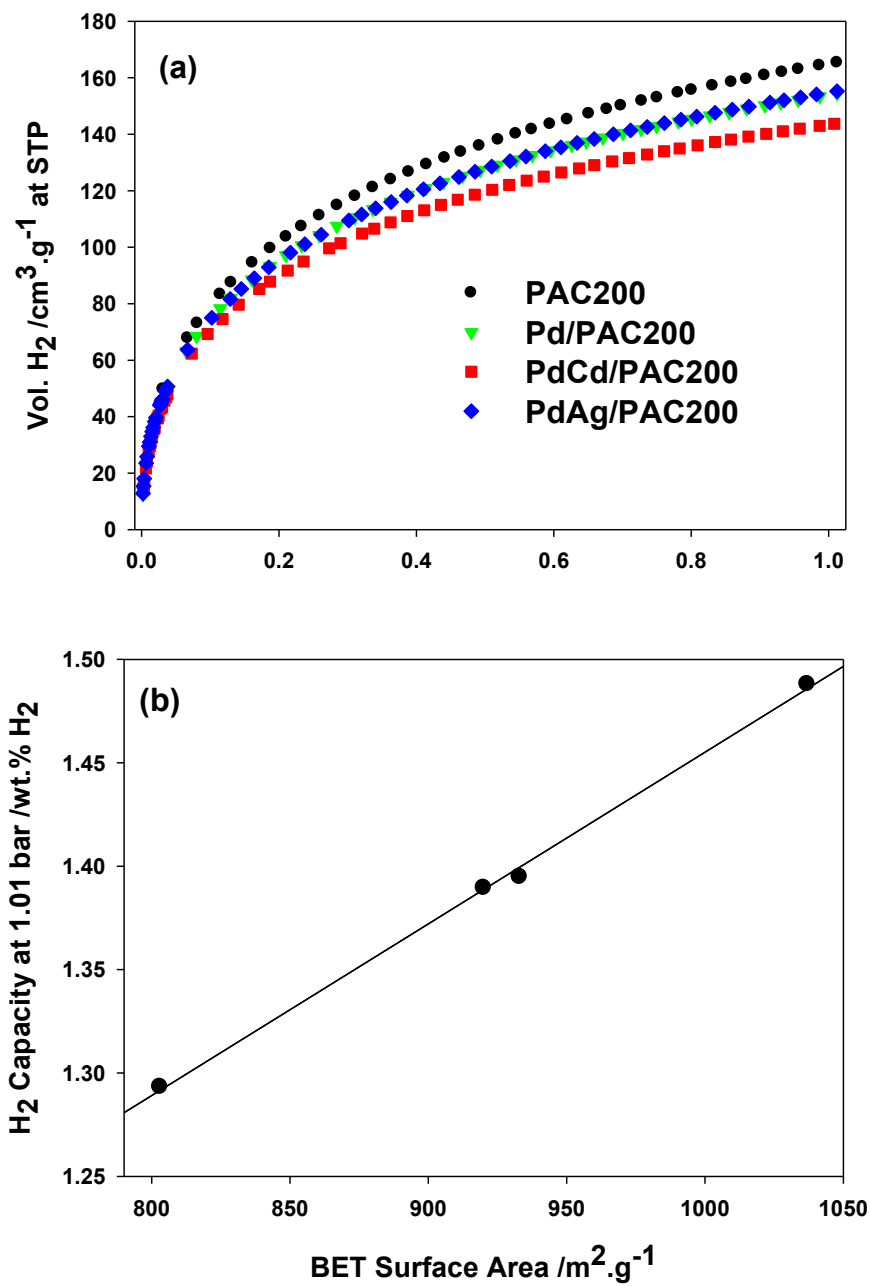 (a)
Vol. H2 /cm3.g-1 at STP
180
160
140
120
100
80
60
40
20
0
PAC200
Pd/PAC200
PdCd/PAC200
PdAg/PAC200
0.0 0.2 0.4 0.6 0.8 1.0
(b)
H2 Capacity at 1.01 bar /wt.% H2
1.50
1.45
1.40
1.35
1.30
1.25
800 850 900 950 1000 1050
BET Surface Area /m2.g-1